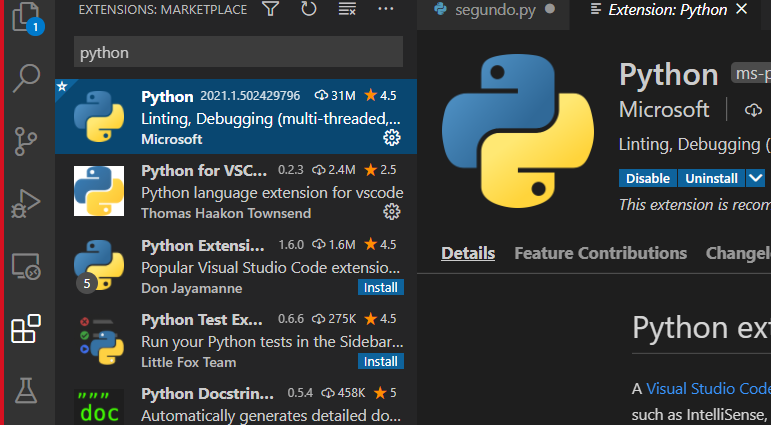 EXTENSIONS: MARKETPLACE
segundo.py
Extension: Python
1
python
Python 2021.1.502429796 31M 4.5
Linting, Debugging (multi-threaded,...
Microsoft
Python for VSC... 0.2.3 2.4M 2.5
Python language extension for vscode
Thomas Haakon Townsend
Python Extensi... 1.6.0 1.6M 4.5
Popular Visual Studio Code extensio...
5
Don Jayamanne Install
Python Test Ex... 0.6.6 275K 4.5
Run your Python tests in the Sidebar...
Little Fox Team Install
Python Docstrin... 0.5.4 458K 5
""" doc
Automatically generates detailed do...
Python ms-p
Microsoft
Linting, Debugging (
Disable Uninstall
This extension is recom
Details Feature Contributions Changel
Python ext
A Visual Studio Code
such as IntelliSense,